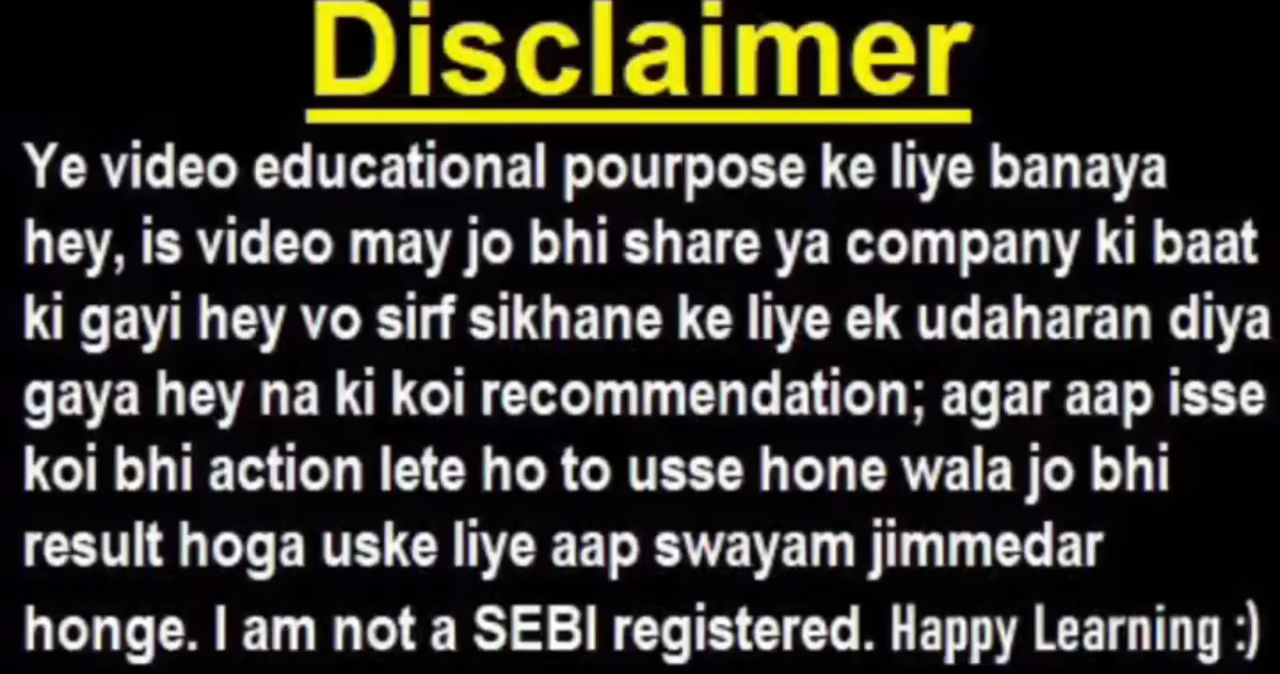 Disclaimer
Ye video educational pourpose ke liye banaya
hey, is video may jo bhi share ya company ki baat
ki gayi hey vo sirf sikhane ke liye ek udaharan diya
gaya hey na ki koi recommendation; agar aap isse
koi bhi action lete ho to usse hone wala jo bhi
result hoga uske liye aap swayam jimmedar
honge. I am not a SEBI registered. Happy Learning :)